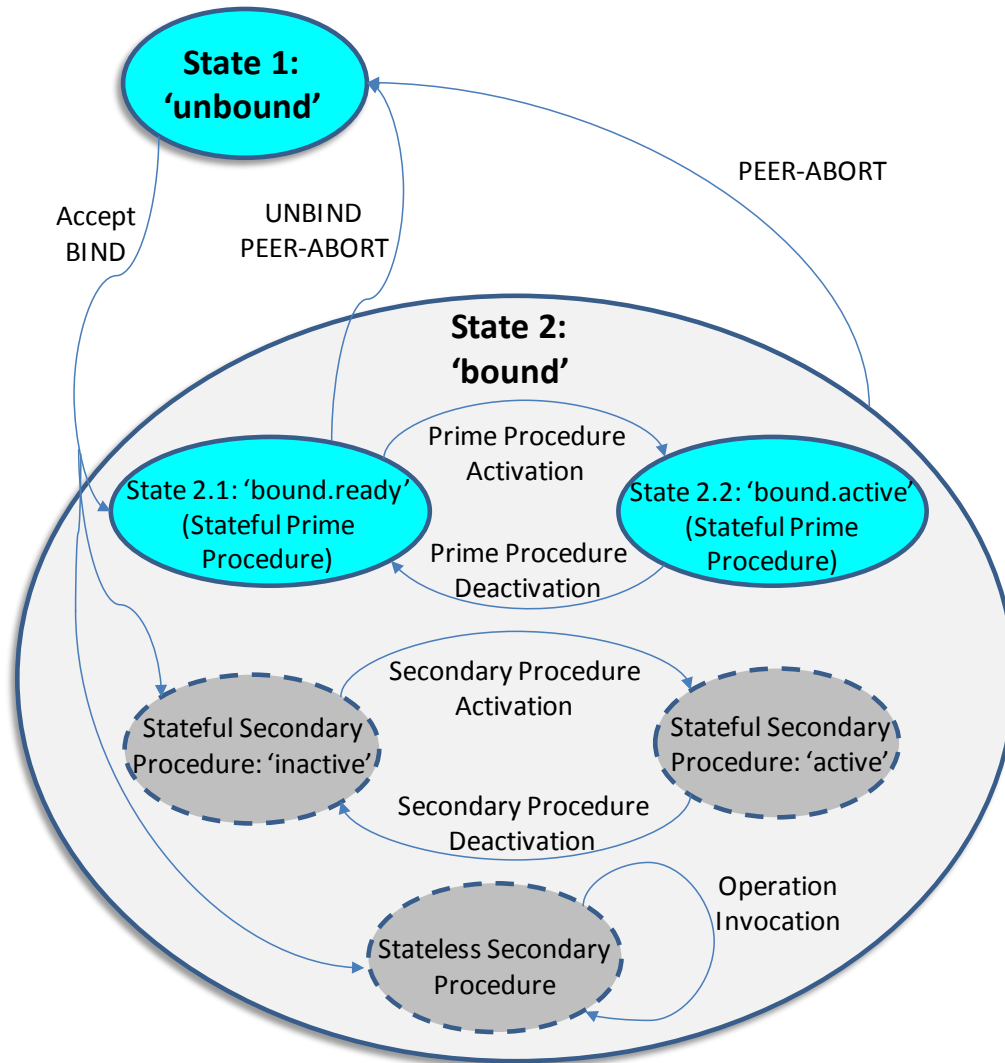 State 1:
‘unbound’
PEER-ABORT
Accept
BIND
UNBIND
PEER-ABORT
State 2:
‘bound’
Prime Procedure
Activation
State 2.1: ‘bound.ready’
(Stateful Prime
Procedure)
State 2.2: ‘bound.active’
(Stateful Prime
Procedure)
Prime Procedure
Deactivation
Secondary Procedure
Activation
Stateful Secondary
Procedure: ‘inactive’
Stateful Secondary
Procedure: ‘active’
Secondary Procedure
Deactivation
Operation
Invocation
Stateless Secondary
Procedure